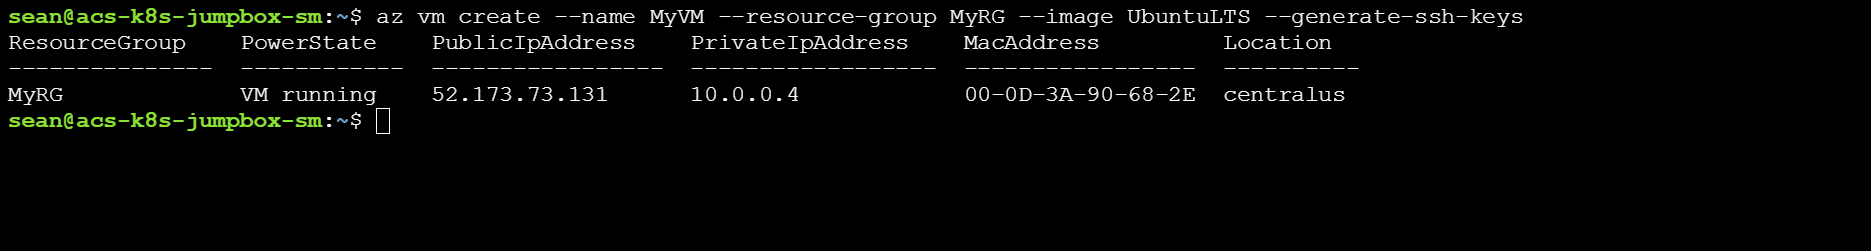 sean@acs-k8s-jumpbox-sm:~$ az vm create --name MyVM --resource-group MyRG --image UbuntuLTS --generate-ssh-keys
ResourceGroup    PowerState    PublicIpAddress    PrivateIpAddress    MacAddress         Location
---------------  ------------  -----------------  ------------------  -----------------  ----------
MyRG             VM running    52.173.73.131      10.0.0.4            00-0D-3A-90-68-2E  centralus
sean@acs-k8s-jumpbox-sm:~$